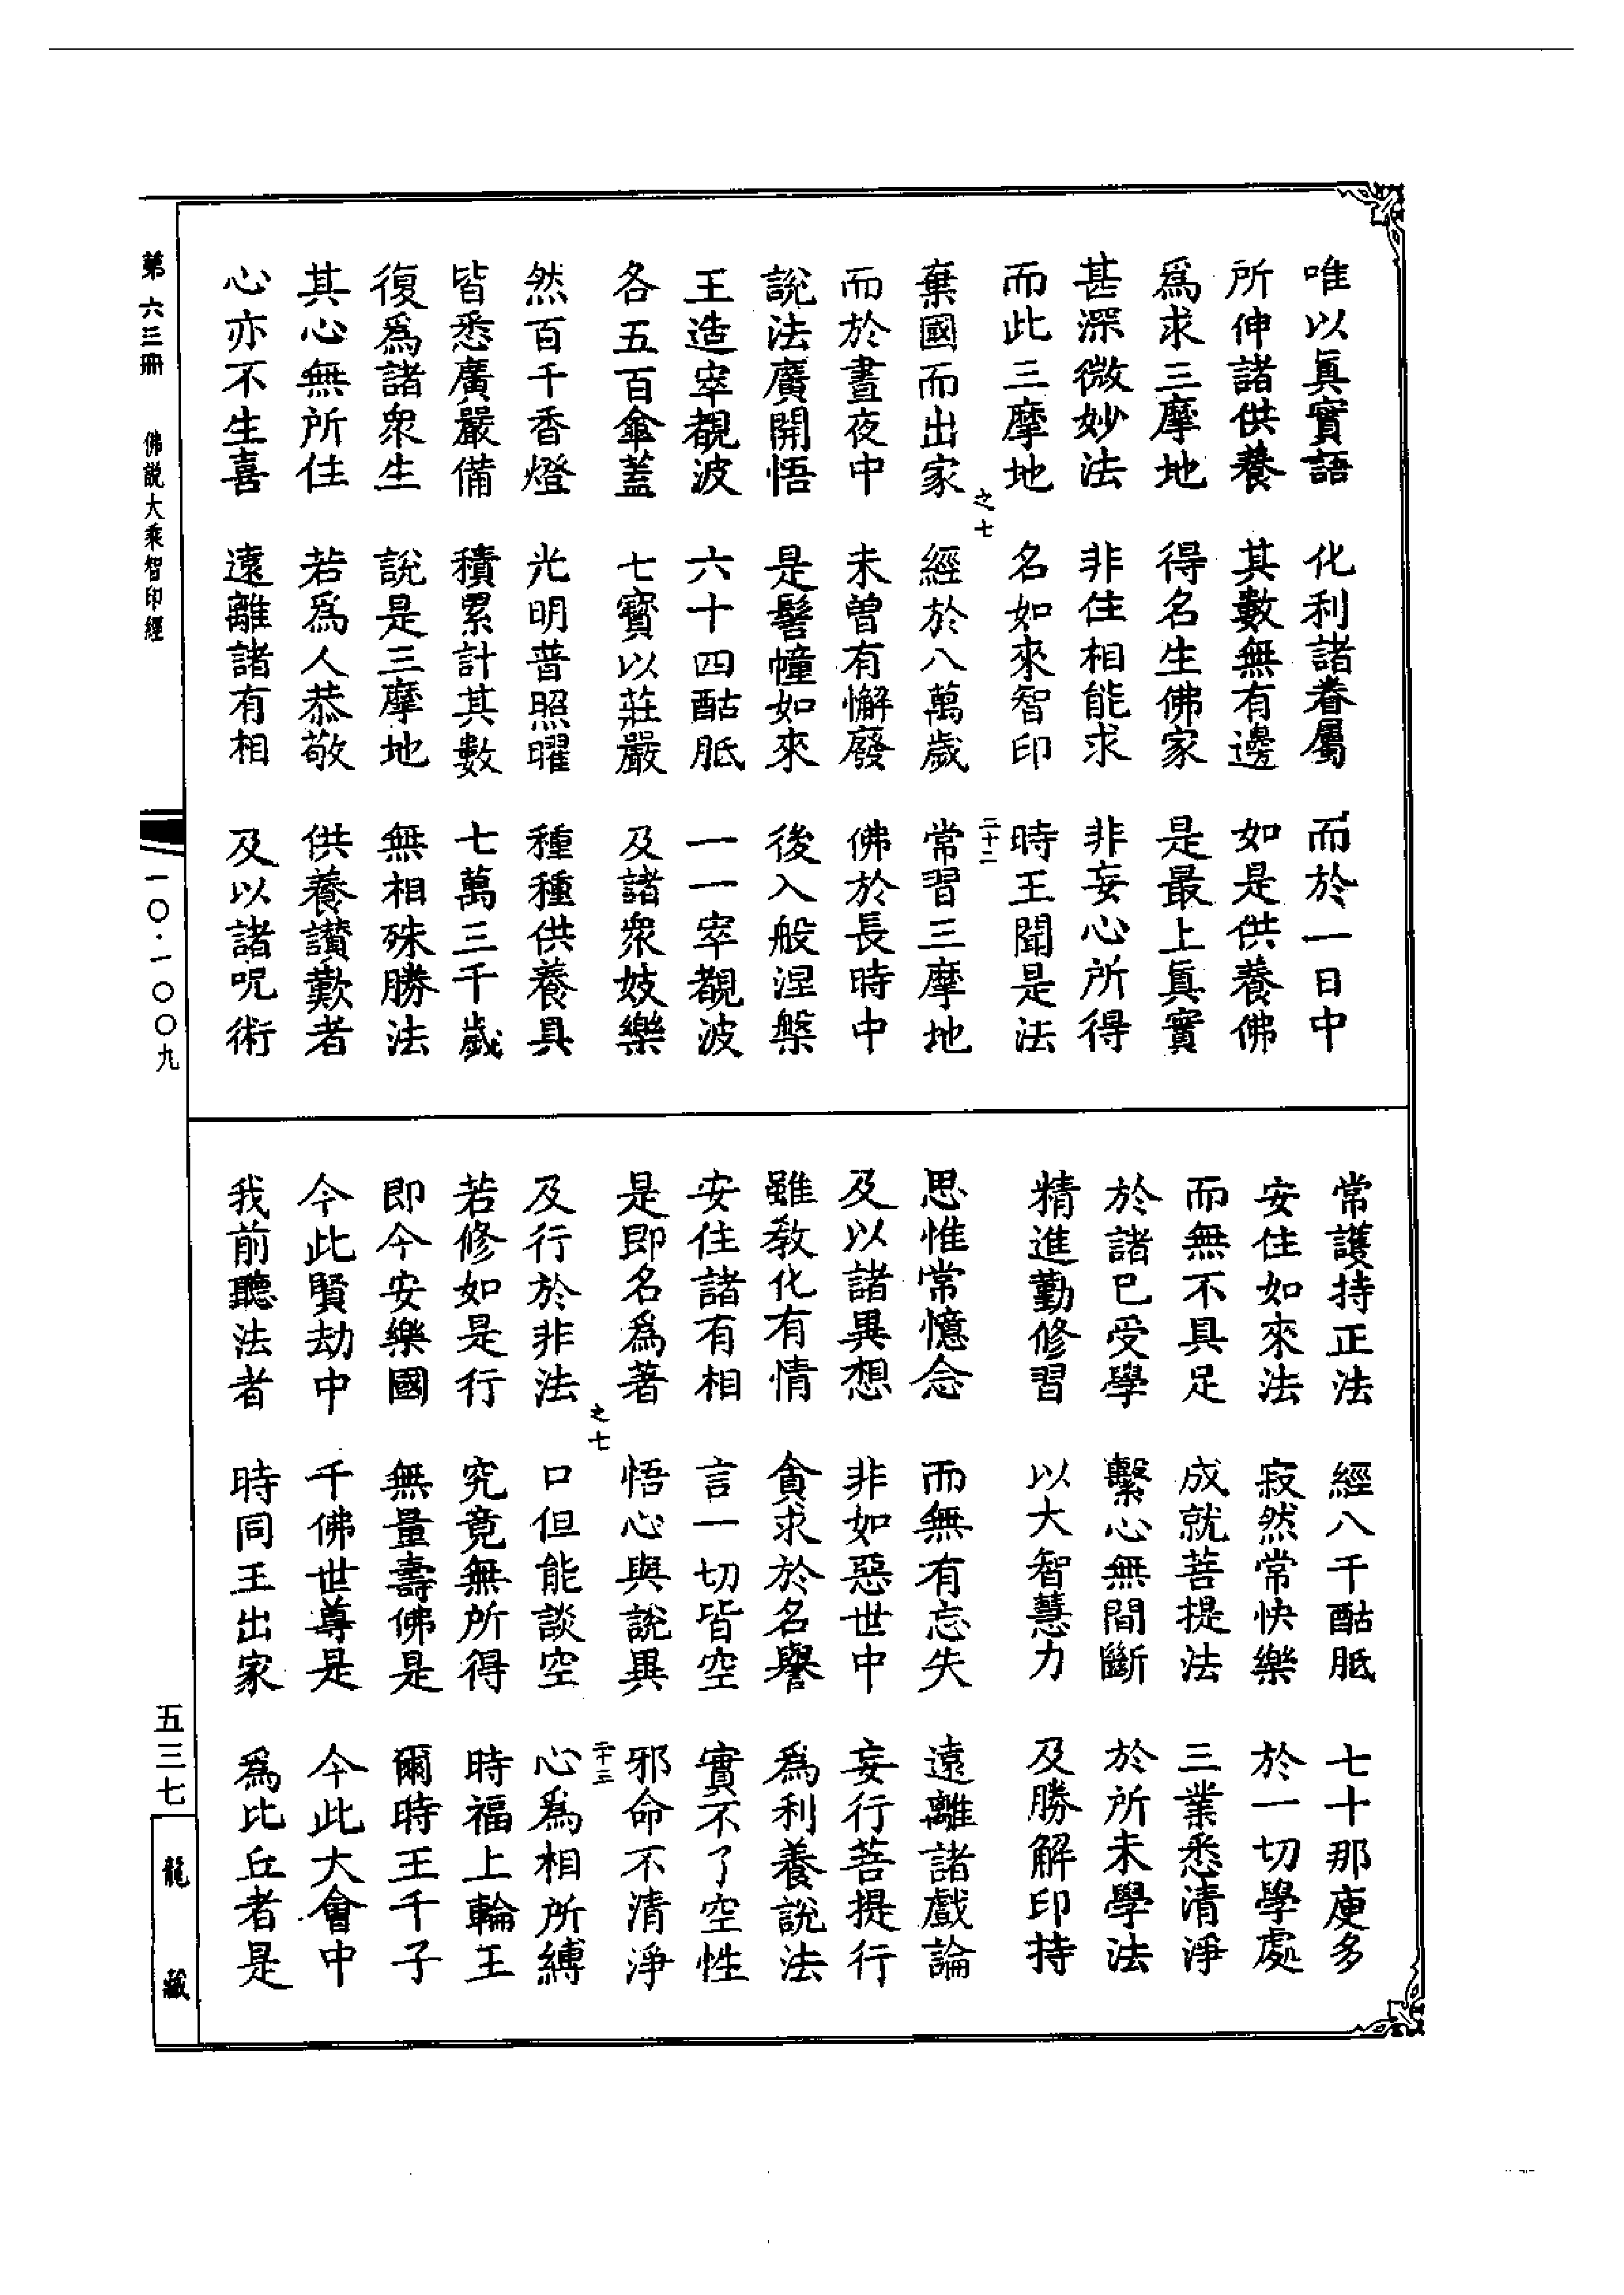 唯以眞實語　化利諸眷屬　而於一日中
所伸諸供養　其數無有邊　如是供養佛
爲求三摩地　得名生佛家　是最上眞實
甚深微妙法　非住相能求　非妄心所得
而此三摩地　名如來智印　時王聞是法
之七　二十二
棄國而出家　經於八萬歲　常習三摩地
而於晝夜中　未曾有懈廢　佛於長時中
說法廣開悟　是髻幢如來　後入般涅槃
王造窣覩波　六十四酤胝　一一窣覩波
各五百傘蓋　七寶以莊嚴　及諸衆妓樂
然百千香燈　光明普照曜　種種供養具
皆悉廣嚴備　積累計其數　七萬三千歲
復爲諸衆生　說是三摩地　無相殊勝法
其心無所住　若爲人恭敬　供養讃歎者
心亦不生喜　遠離諸有相　及以諸呪術
常護持正法　經八千酤胝　七十那庾多
安住如來法　寂然常快樂　於一切學處
而無不具足　成就菩提法　三業悉清淨
於諸已受學　繫心無間斷　於所未學法
精進勤修習　以大智慧力　及勝解印持
思惟常憶念　而無有忘失　遠離諸戲論
及以諸異想　非如惡世中　妄行菩提行
雖教化有情　貪求於名譽　爲利養說法
安住諸有相　言一切皆空　實不了空性
是即名爲著　悟心與說異　邪命不清淨
之七　二十三
及行於非法　口但能談空　心爲相所縛
若修如是行　究竟無所得　時福上輪王
即今安樂國　無量壽佛是　爾時王千子
今此賢劫中　千佛世尊是　今此大會中
我前聽法者　時同王出家　爲比丘者是
第六三冊　佛説大乘智印經　一〇·一〇〇九
五三七
龍藏